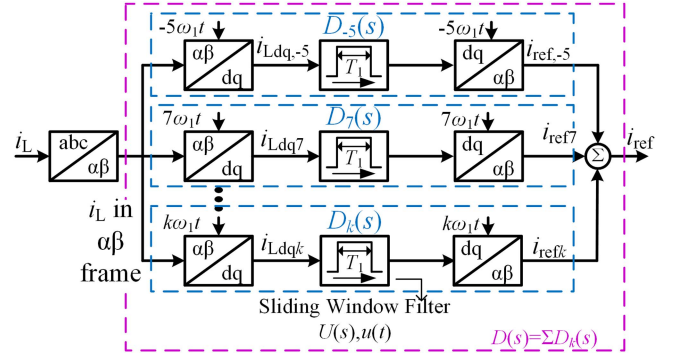 -5ω₁t
D-5(s)
-5ω₁t
αβ
dq
iLdq,-5
T₁
dq
αβ
iref,-5
7ω₁t
D7(s)
7ω₁t
iL
abc
αβ
αβ
dq
iLdq7
T₁
dq
αβ
iref7
Σ
iref
iL in
αβ
frame
kω₁t
Dk(s)
kω₁t
αβ
dq
iLdqk
T₁
dq
αβ
irefk
Sliding Window Filter
U(s),u(t)
D(s)=ΣDk(s)